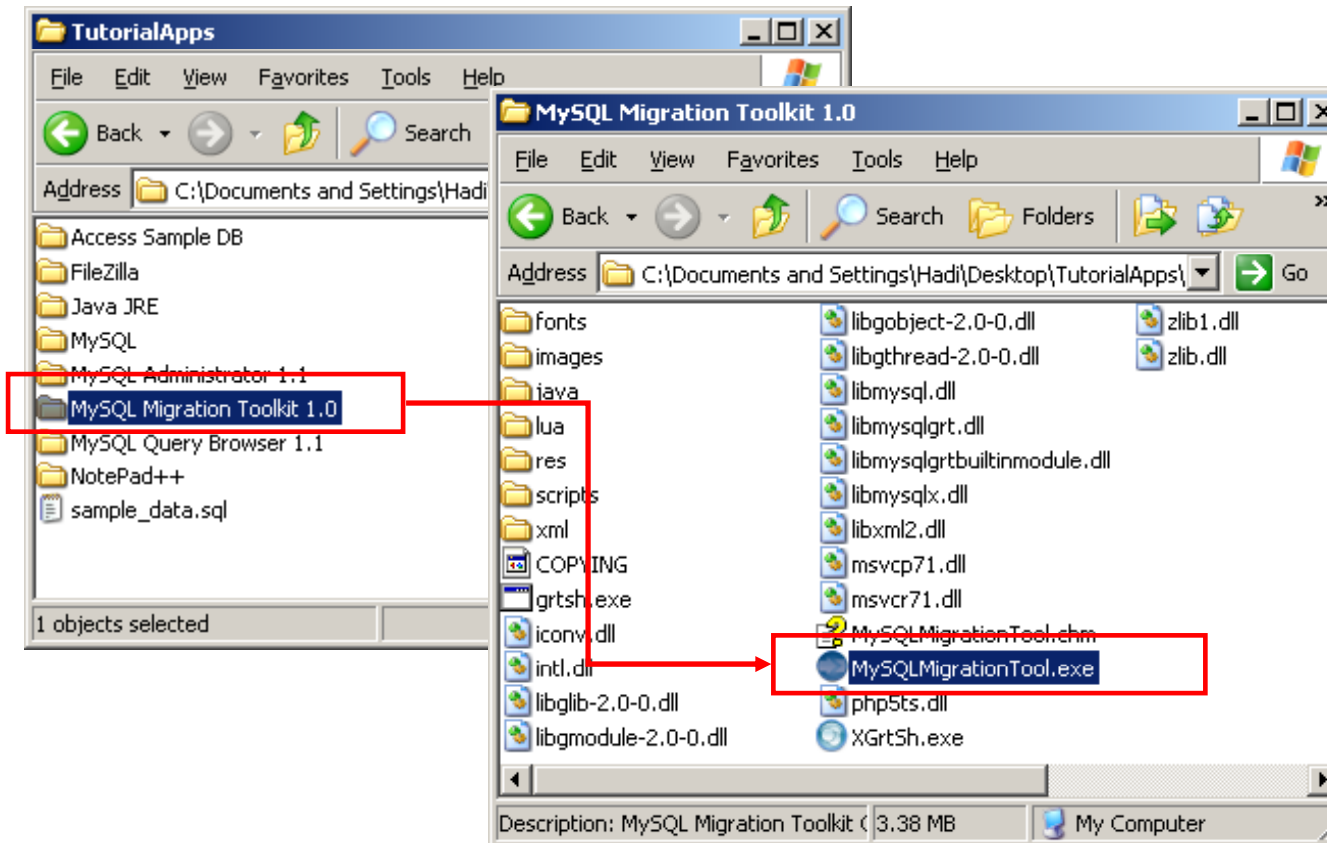 TutorialApps
File Edit View Favorites Tools Help
Back Search
Address C:\Documents and Settings\Hadi
Access Sample DB
FileZilla
Java JRE
MySQL
MySQL Administrator 1.1
MySQL Migration Toolkit 1.0
MySQL Query Browser 1.1
NotePad++
sample_data.sql
1 objects selected
MySQL Migration Toolkit 1.0
File Edit View Favorites Tools Help
Back Search Folders »
Address C:\Documents and Settings\Hadi\Desktop\TutorialApps\ Go
fonts
images
java
lua
res
scripts
xml
COPYING
grtsh.exe
iconv.dll
intl.dll
libglib-2.0-0.dll
libgmodule-2.0-0.dll
libgobject-2.0-0.dll
libgthread-2.0-0.dll
libmysql.dll
libmysqlgrt.dll
libmysqlgrtbuiltinmodule.dll
libmysqlx.dll
libxml2.dll
msvcp71.dll
msvcr71.dll
MySQLMigrationTool.chm
MySQLMigrationTool.exe
php5ts.dll
XGrtSh.exe
zlib1.dll
zlib.dll
Description: MySQL Migration Toolkit ( 3.38 MB My Computer